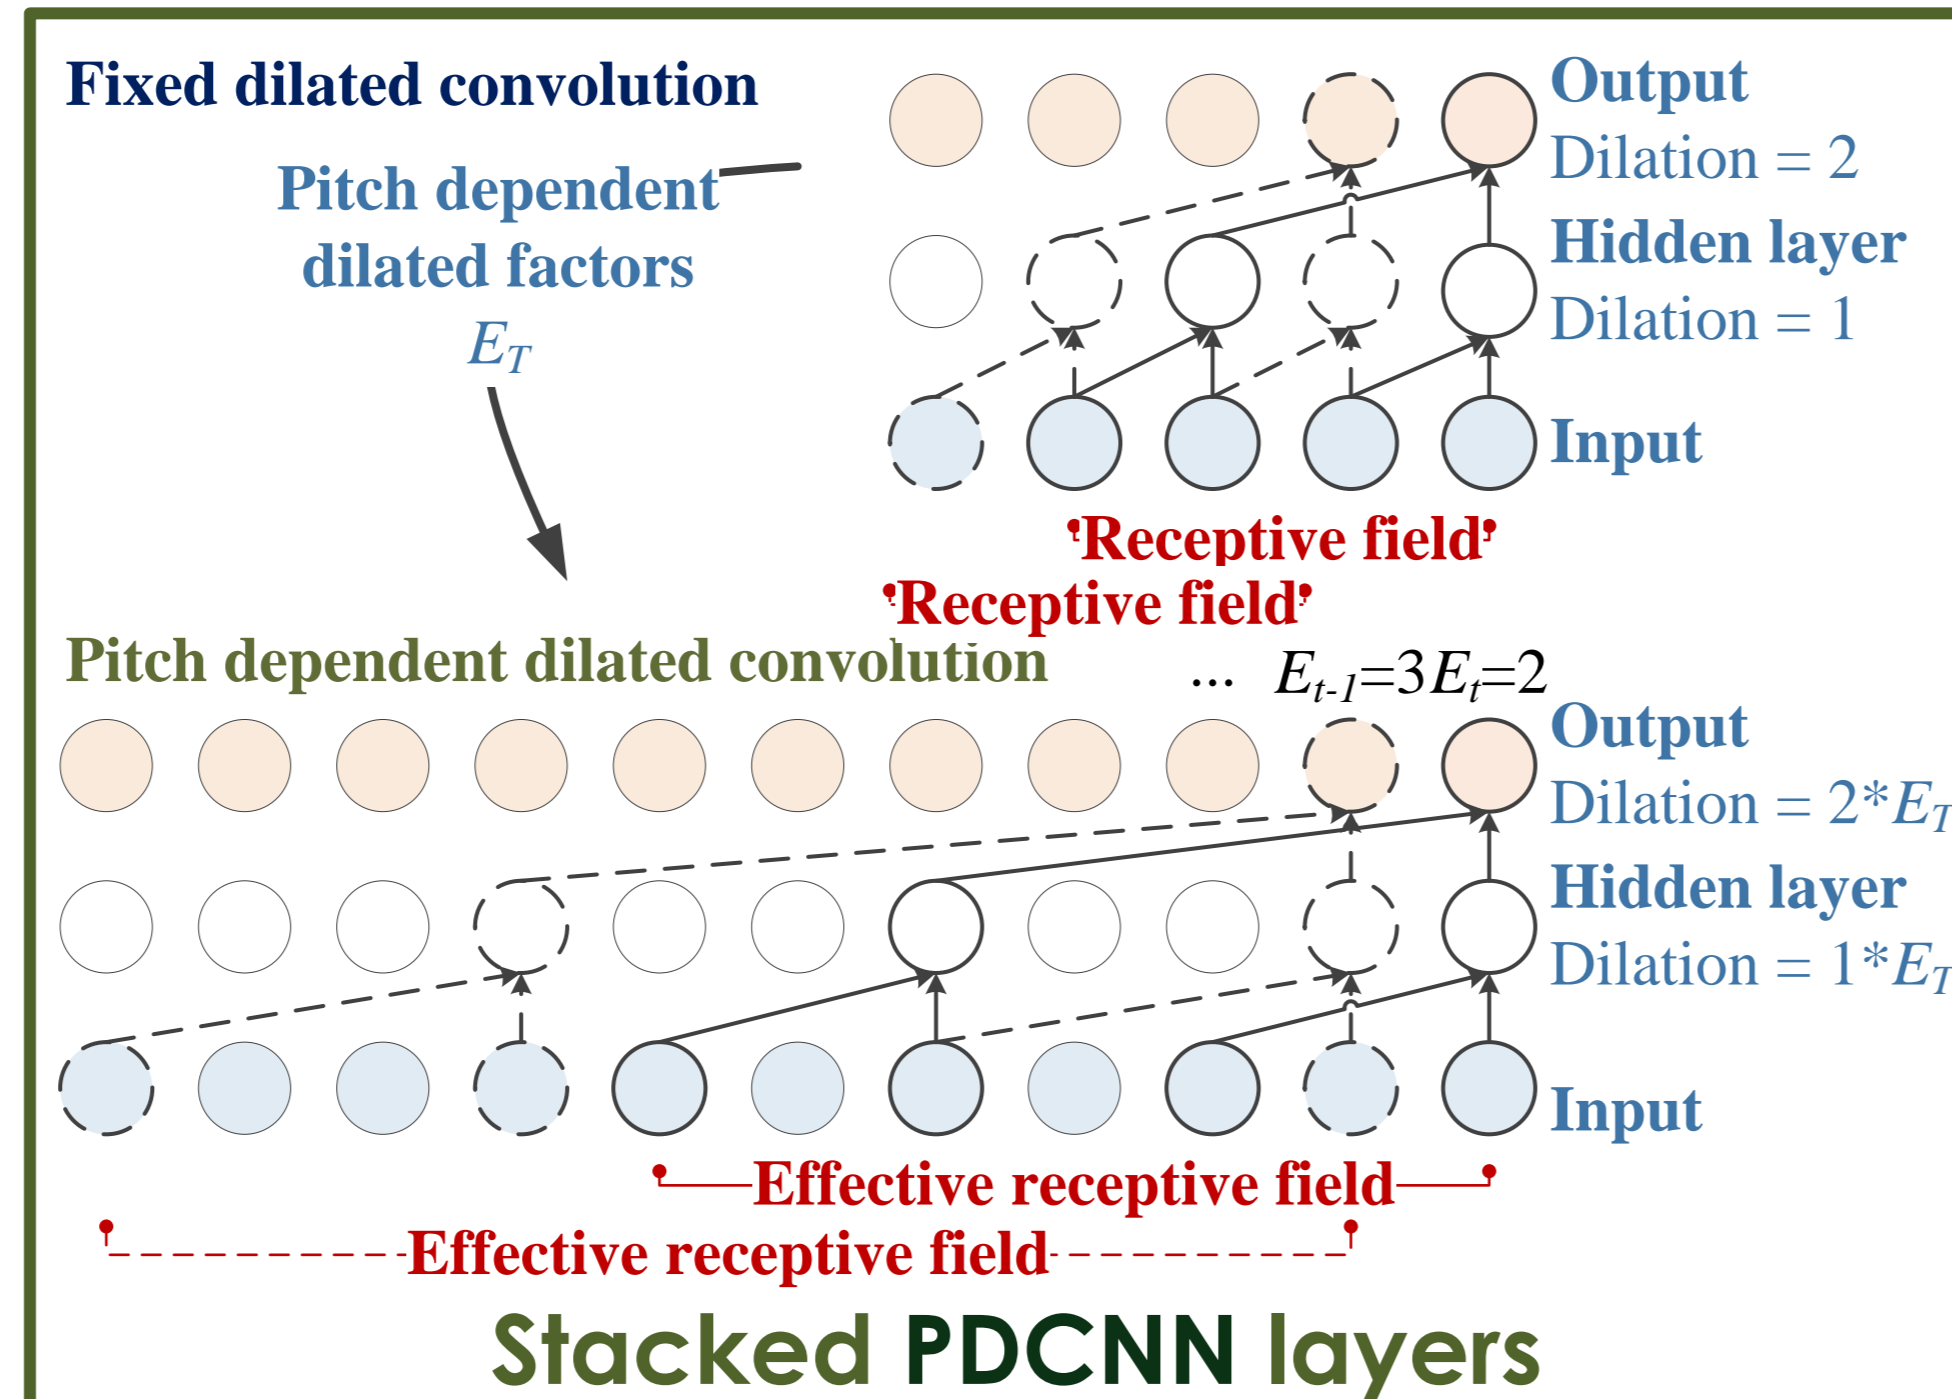 Fixed dilated convolution
Pitch dependent
dilated factors
E_T
Output
Dilation = 2
Hidden layer
Dilation = 1
Input
Receptive field
Receptive field
Pitch dependent dilated convolution
... E_{t-1}=3 E_t=2
Output
Dilation = 2*E_T
Hidden layer
Dilation = 1*E_T
Input
Effective receptive field
Effective receptive field
Stacked PDCNN layers